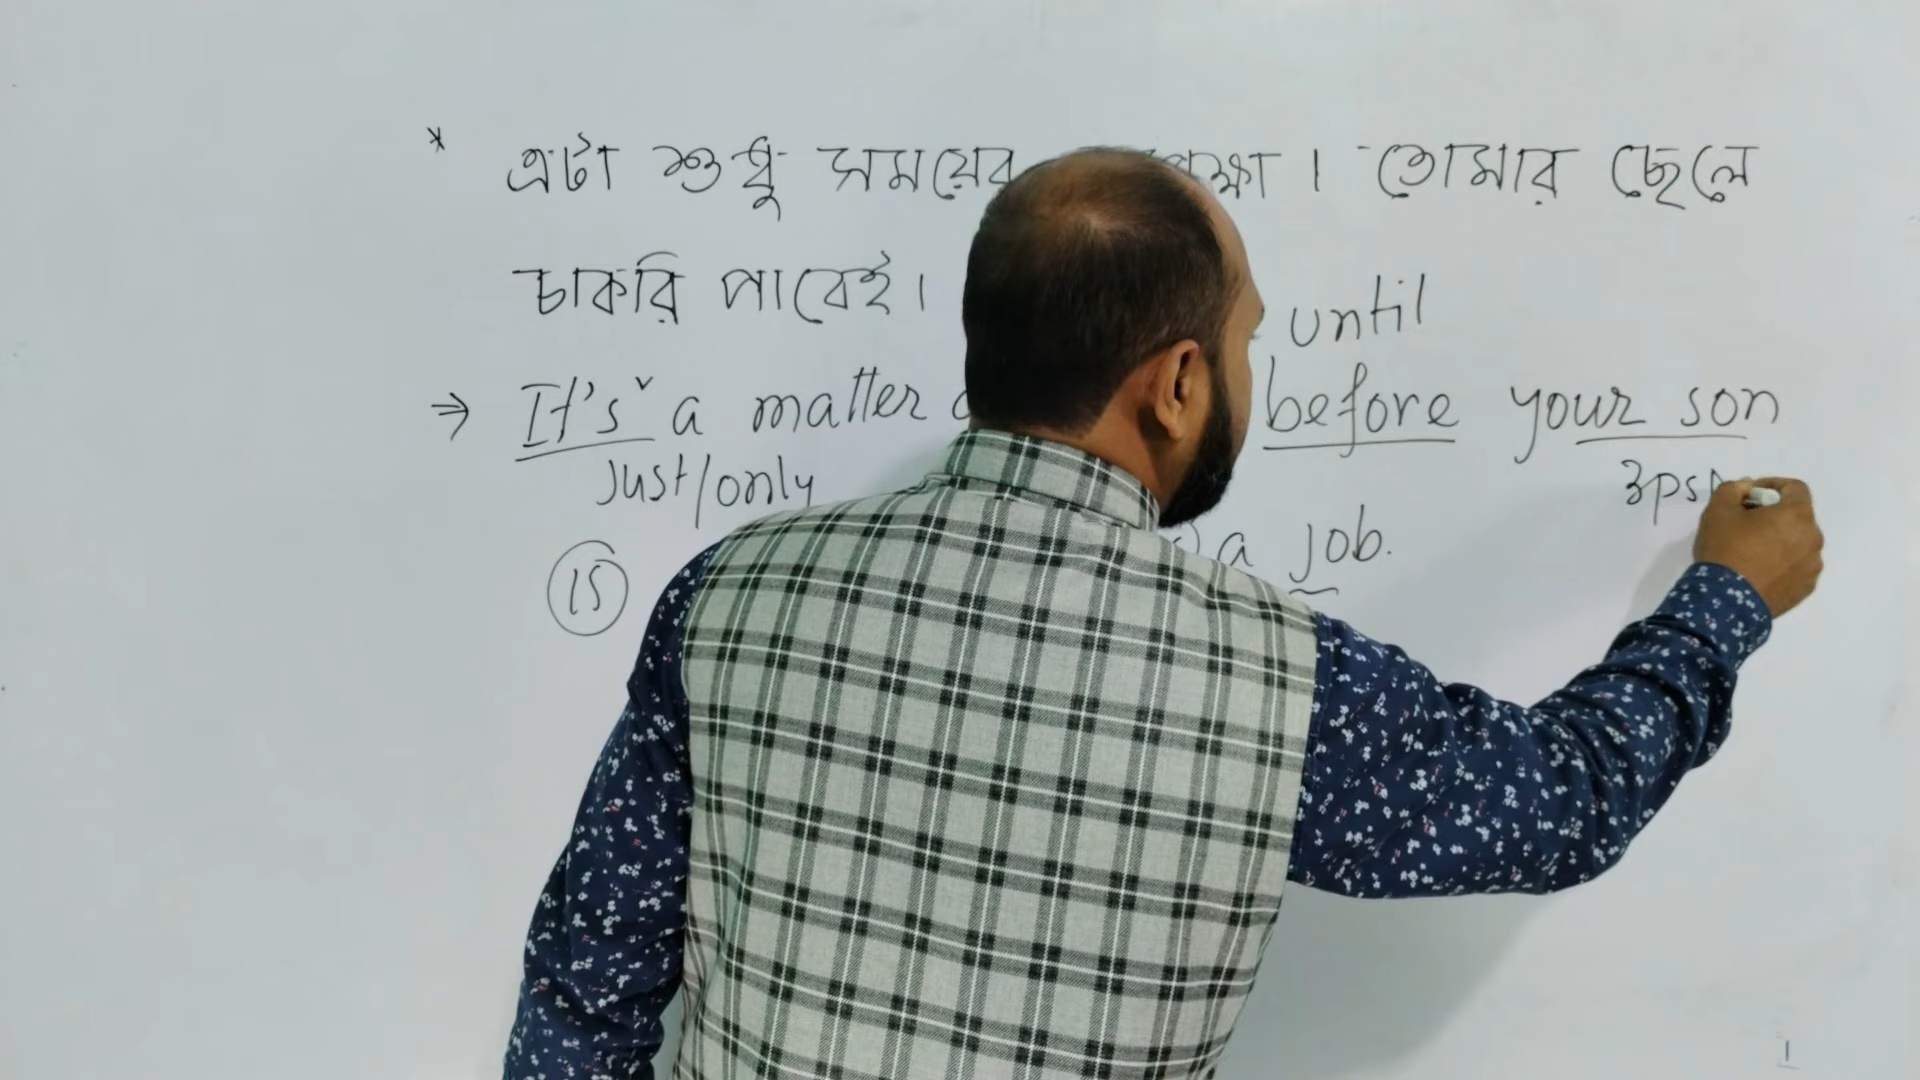 * এটা শুধু সময়ের । তোমার ছেলে
চাকরি পাবেই।
until
⇒ It's ˅ a matter before your son
Just/only 3ps
(15) a job.